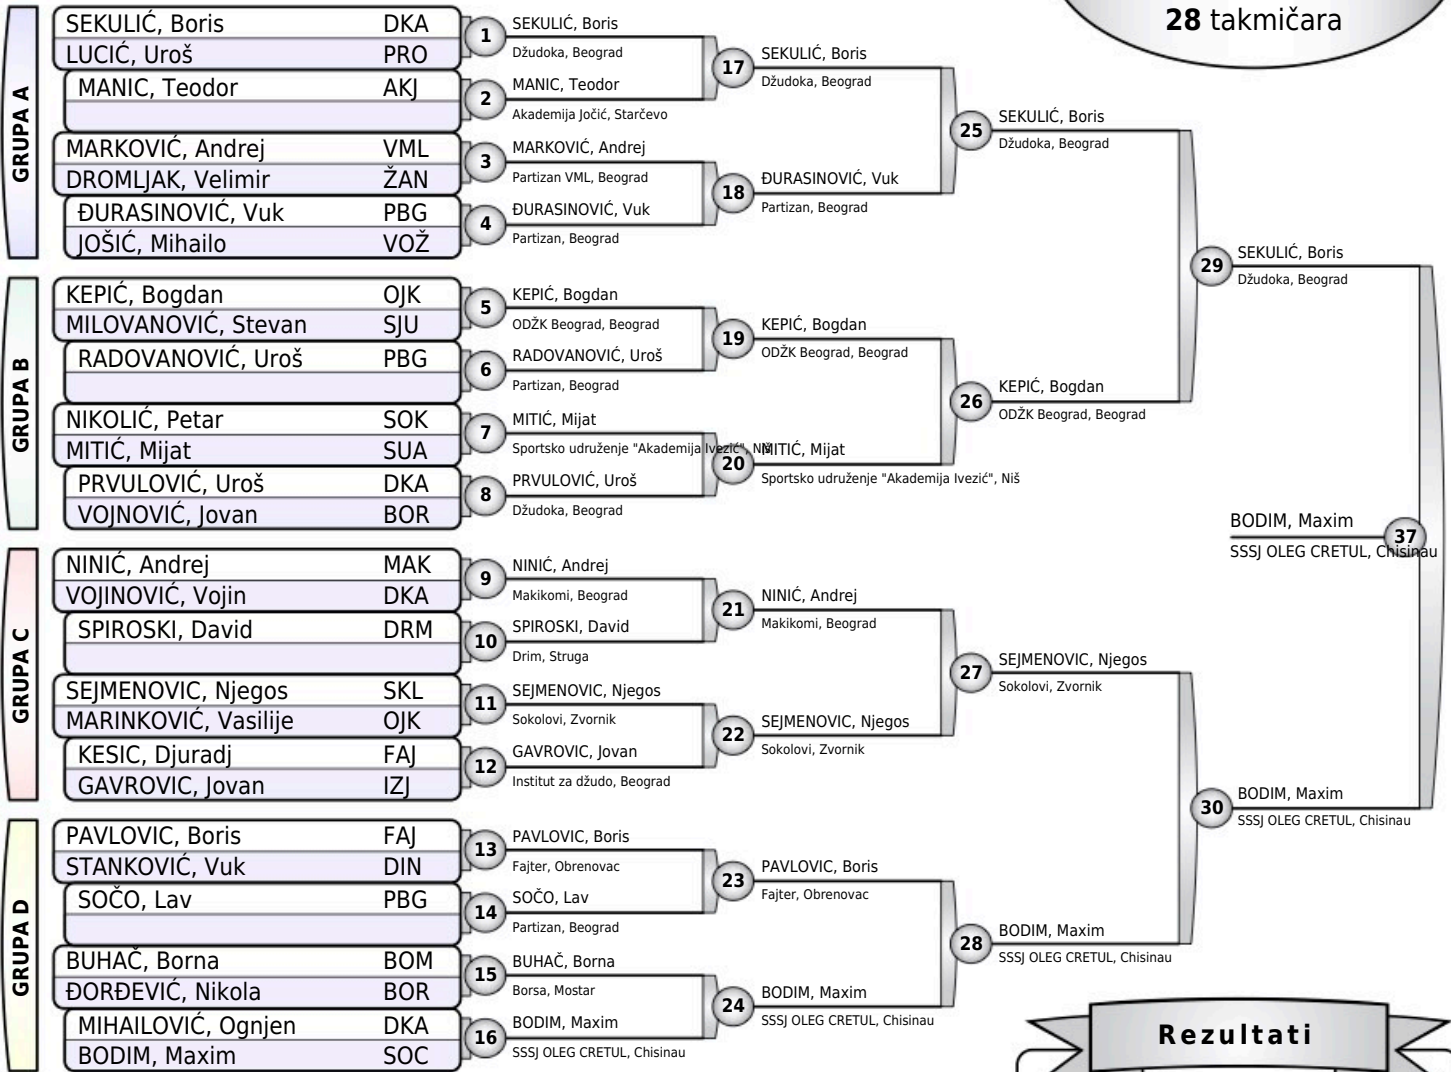 28 takmičara
GRUPA A
SEKULIĆ, Boris DKA
LUCIĆ, Uroš PRO
MANIC, Teodor AKJ
MARKOVIĆ, Andrej VML
DROMLJAK, Velimir ŽAN
ĐURASINOVIĆ, Vuk PBG
JOŠIĆ, Mihailo VOŽ
GRUPA B
KEPIĆ, Bogdan OJK
MILOVANOVIĆ, Stevan SJU
RADOVANOVIĆ, Uroš PBG
NIKOLIĆ, Petar SOK
MITIĆ, Mijat SUA
PRVULOVIĆ, Uroš DKA
VOJNOVIĆ, Jovan BOR
GRUPA C
NINIĆ, Andrej MAK
VOJINOVIĆ, Vojin DKA
SPIROSKI, David DRM
SEJMENOVIC, Njegos SKL
MARINKOVIĆ, Vasilije OJK
KESIC, Djuradj FAJ
GAVROVIC, Jovan IZJ
GRUPA D
PAVLOVIC, Boris FAJ
STANKOVIĆ, Vuk DIN
SOČO, Lav PBG
BUHAČ, Borna BOM
ĐORĐEVIĆ, Nikola BOR
MIHAILOVIĆ, Ognjen DKA
BODIM, Maxim SOC
1 SEKULIĆ, Boris
Džudoka, Beograd
2 MANIC, Teodor
Akademija Jočić, Starčevo
3 MARKOVIĆ, Andrej
Partizan VML, Beograd
4 ĐURASINOVIĆ, Vuk
Partizan, Beograd
5 KEPIĆ, Bogdan
ODŽK Beograd, Beograd
6 RADOVANOVIĆ, Uroš
Partizan, Beograd
7 MITIĆ, Mijat
Sportsko udruženje "Akademija Ivezić", Niš
8 PRVULOVIĆ, Uroš
Džudoka, Beograd
9 NINIĆ, Andrej
Makikomi, Beograd
10 SPIROSKI, David
Drim, Struga
11 SEJMENOVIC, Njegos
Sokolovi, Zvornik
12 GAVROVIC, Jovan
Institut za džudo, Beograd
13 PAVLOVIC, Boris
Fajter, Obrenovac
14 SOČO, Lav
Partizan, Beograd
15 BUHAČ, Borna
Borsa, Mostar
16 BODIM, Maxim
SSSJ OLEG CRETUL, Chisinau
17 SEKULIĆ, Boris
Džudoka, Beograd
18 ĐURASINOVIĆ, Vuk
Partizan, Beograd
19 KEPIĆ, Bogdan
ODŽK Beograd, Beograd
20 MITIĆ, Mijat
Sportsko udruženje "Akademija Ivezić", Niš
21 NINIĆ, Andrej
Makikomi, Beograd
22 SEJMENOVIC, Njegos
Sokolovi, Zvornik
23 PAVLOVIC, Boris
Fajter, Obrenovac
24 BODIM, Maxim
SSSJ OLEG CRETUL, Chisinau
25 SEKULIĆ, Boris
Džudoka, Beograd
26 KEPIĆ, Bogdan
ODŽK Beograd, Beograd
27 SEJMENOVIC, Njegos
Sokolovi, Zvornik
28 BODIM, Maxim
SSSJ OLEG CRETUL, Chisinau
29 SEKULIĆ, Boris
Džudoka, Beograd
30 BODIM, Maxim
SSSJ OLEG CRETUL, Chisinau
BODIM, Maxim 37
SSSJ OLEG CRETUL, Chisinau
Rezultati